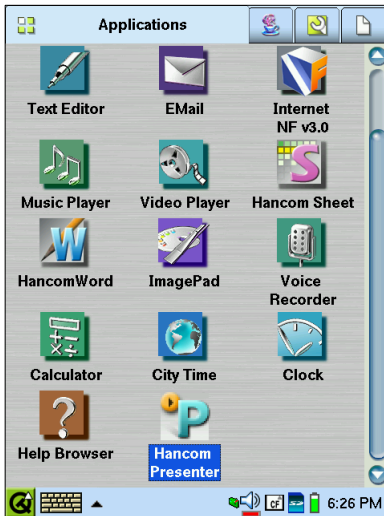 Applications
Text Editor
EMail
Internet
NF v3.0
Music Player
Video Player
Hancom Sheet
HancomWord
ImagePad
Voice
Recorder
Calculator
City Time
Clock
Help Browser
Hancom
Presenter
CF
6:26 PM